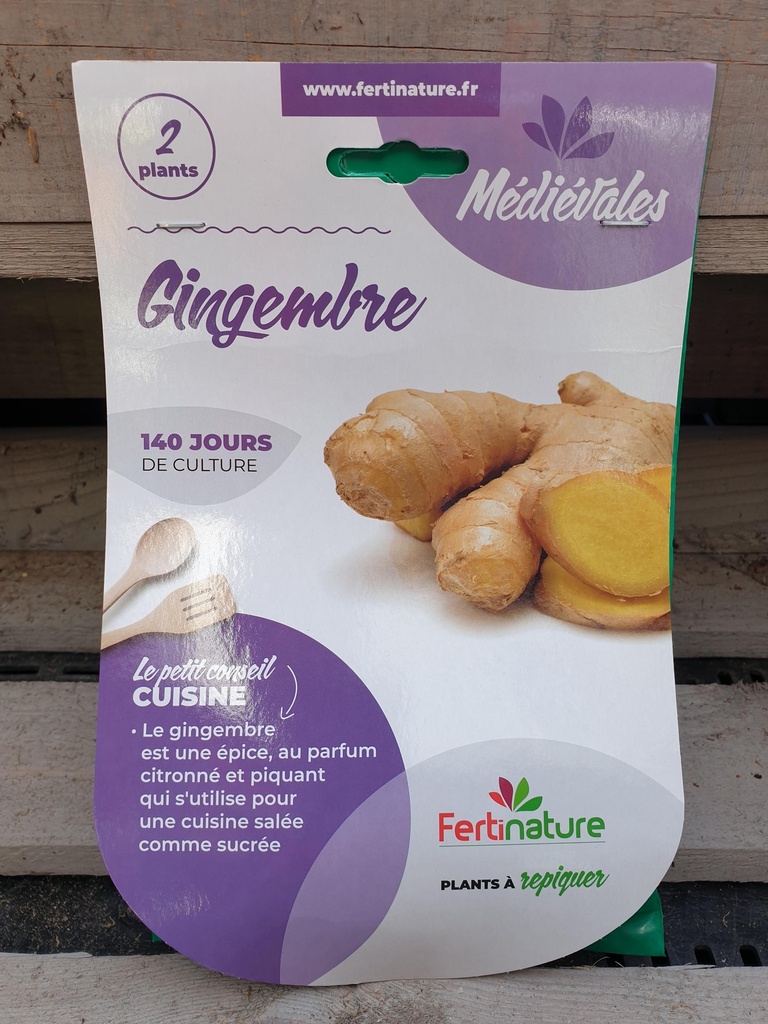 www.fertinature.fr
2
plants
Médiévales
Gingembre
140 JOURS
DE CULTURE
Le petit conseil
CUISINE
• Le gingembre
est une épice, au parfum
citronné et piquant
qui s'utilise pour
une cuisine salée
comme sucrée
Fertinature
PLANTS À repiquer